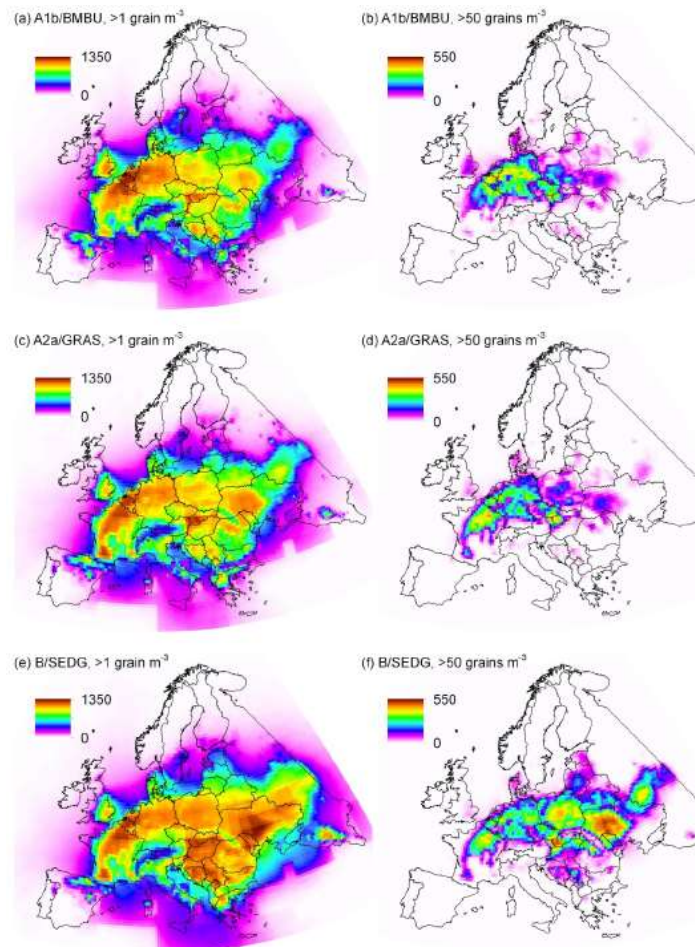 (a) A1b/BMBU, >1 grain m⁻³
1350
0
(b) A1b/BMBU, >50 grains m⁻³
550
0
(c) A2a/GRAS, >1 grain m⁻³
1350
0
(d) A2a/GRAS, >50 grains m⁻³
550
0
(e) B/SEDG, >1 grain m⁻³
1350
0
(f) B/SEDG, >50 grains m⁻³
550
0